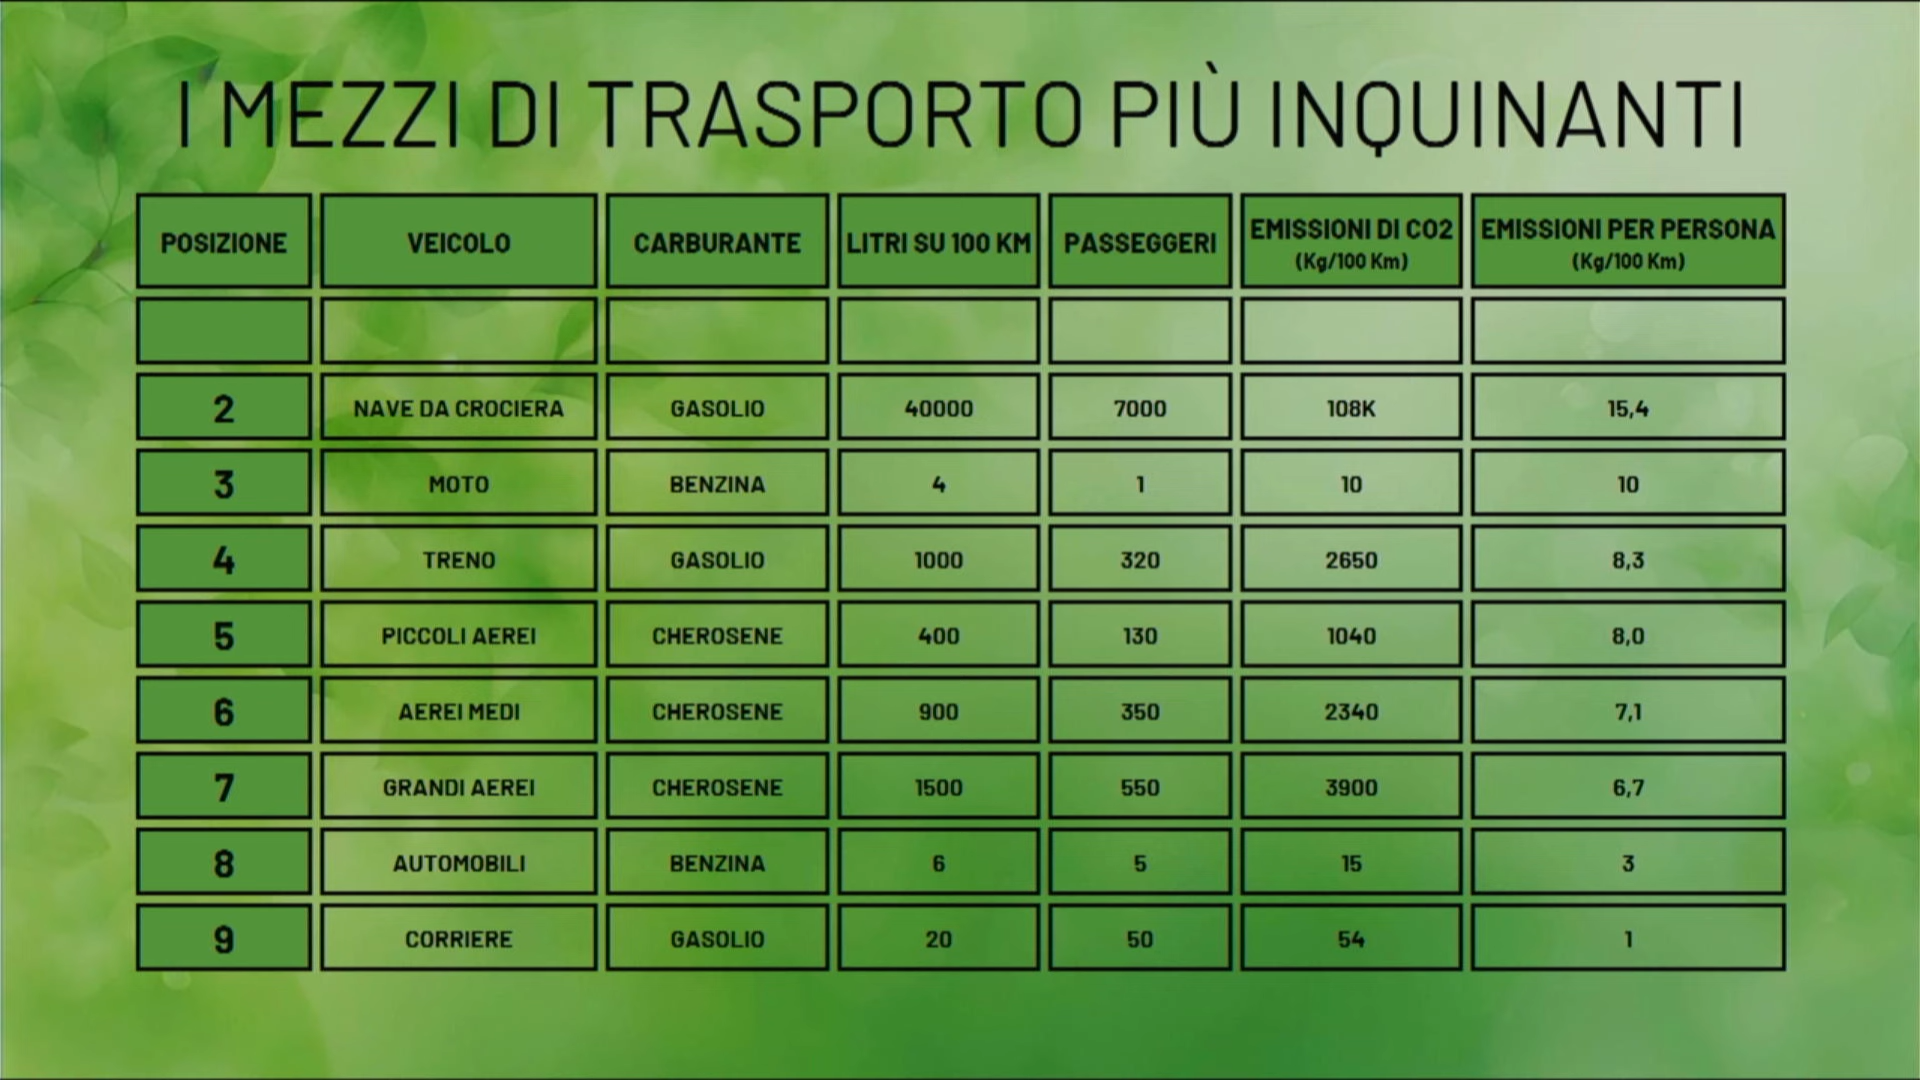 I MEZZI DI TRASPORTO PIÙ INQUINANTI
POSIZIONE VEICOLO CARBURANTE LITRI SU 100 KM PASSEGGERI EMISSIONI DI CO2 (Kg/100 Km) EMISSIONI PER PERSONA (Kg/100 Km)
2 NAVE DA CROCIERA GASOLIO 40000 7000 108K 15,4
3 MOTO BENZINA 4 1 10 10
4 TRENO GASOLIO 1000 320 2650 8,3
5 PICCOLI AEREI CHEROSENE 400 130 1040 8,0
6 AEREI MEDI CHEROSENE 900 350 2340 7,1
7 GRANDI AEREI CHEROSENE 1500 550 3900 6,7
8 AUTOMOBILI BENZINA 6 5 15 3
9 CORRIERE GASOLIO 20 50 54 1